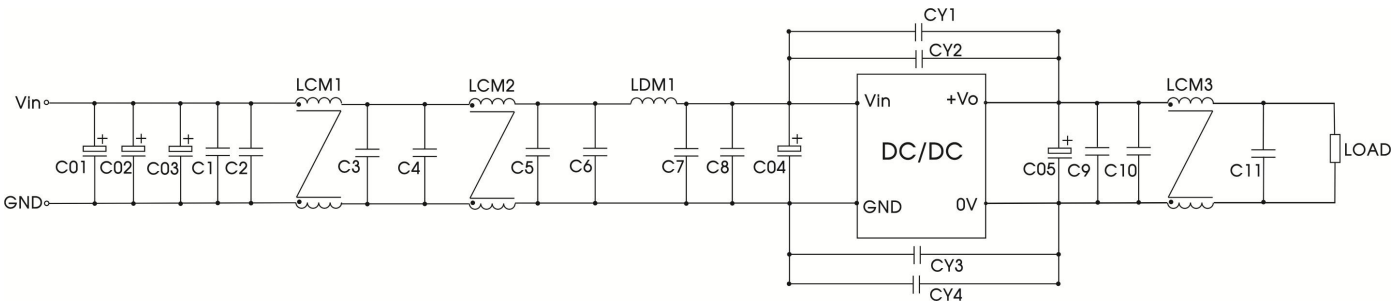 CY1
CY2
LCM1
LCM2
LDM1
LCM3
Vin
Vin
+Vo
+
+
+
+
+
C01
C02
C03
C1
C2
C3
C4
C5
C6
C7
C8
C04
DC/DC
C05
C9
C10
C11
LOAD
GND
GND
0V
CY3
CY4